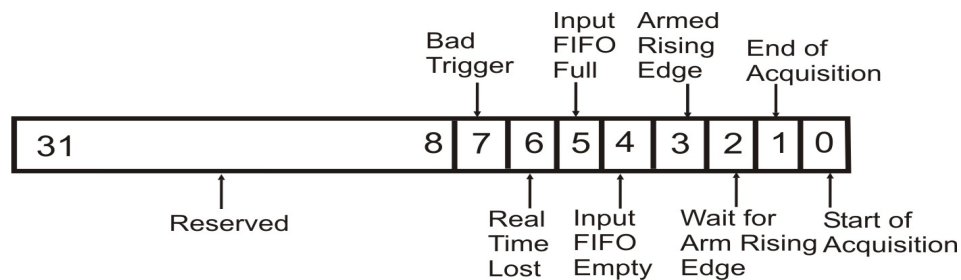 Bad
Trigger
Input
FIFO
Full
Armed
Rising
Edge
End of
Acquisition
31
8
7
6
5
4
3
2
1
0
Reserved
Real
Time
Lost
Input
FIFO
Empty
Wait for
Arm Rising
Edge
Start of
Acquisition